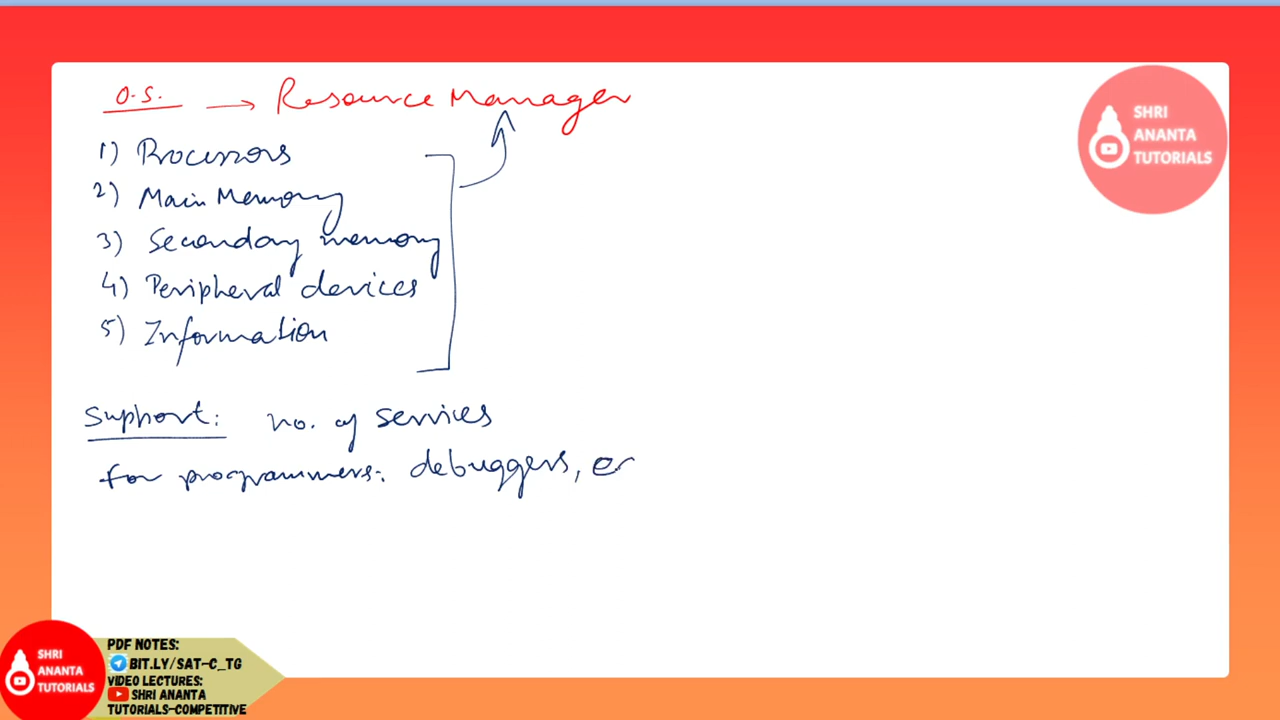 O.S. → Resource Manager
1) Processors
2) Main Memory
3) Secondary memory
4) Peripheral devices
5) Information
Support: no. of services
for programmers: debuggers,
SHRI
ANANTA
TUTORIALS
SHRI
ANANTA
TUTORIALS
PDF NOTES:
BIT.LY/SAT-C_TG
VIDEO LECTURES:
SHRI ANANTA
TUTORIALS-COMPETITIVE